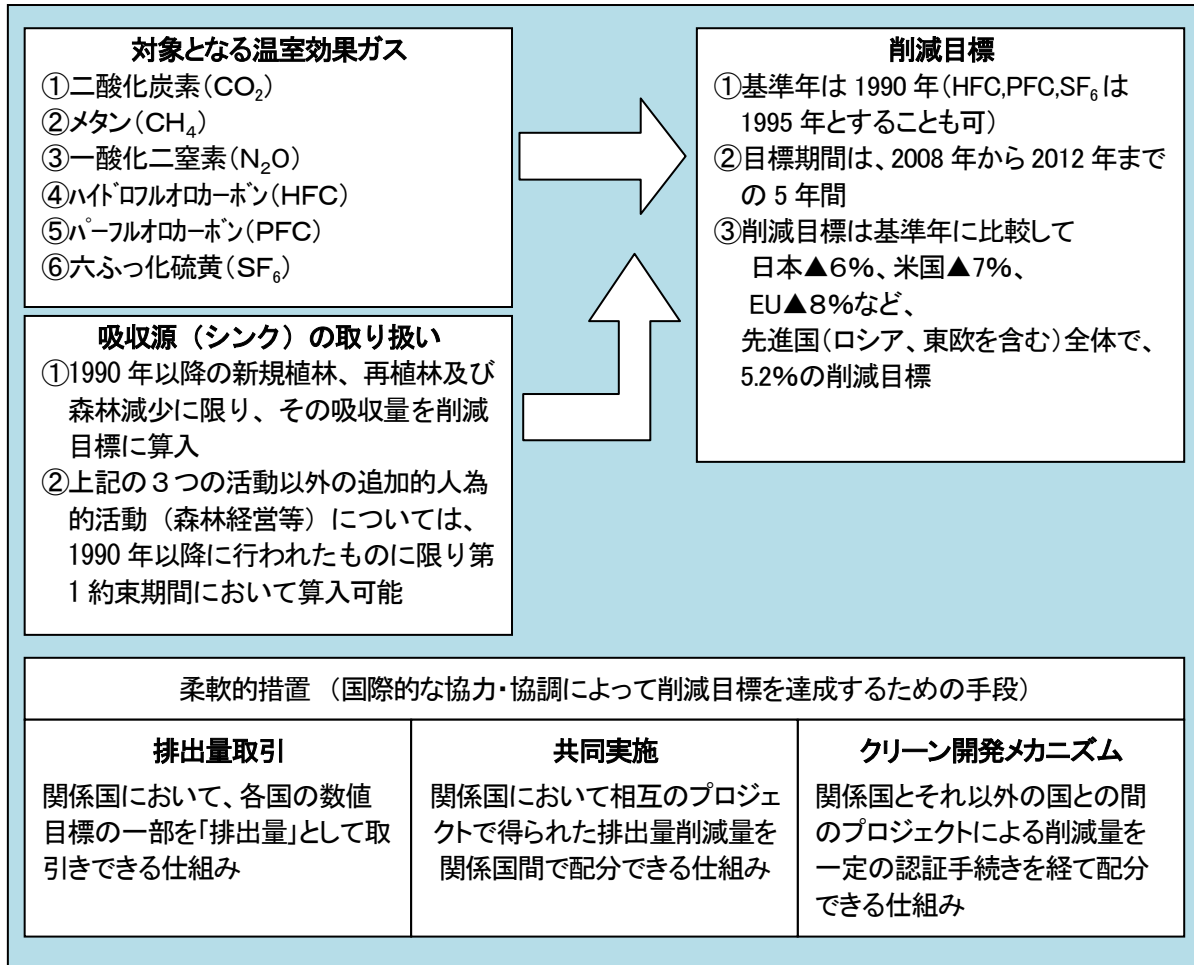 対象となる温室効果ガス
①二酸化炭素(CO₂)
②メタン(CH₄)
③一酸化二窒素(N₂O)
④ハイドロフルオロカーボン(HFC)
⑤パーフルオロカーボン(PFC)
⑥六ふっ化硫黄(SF₆)
吸収源（シンク）の取り扱い
①1990 年以降の新規植林、再植林及び
森林減少に限り、その吸収量を削減
目標に算入
②上記の３つの活動以外の追加的人為
的活動（森林経営等）については、
1990 年以降に行われたものに限り第
1 約束期間において算入可能
削減目標
①基準年は 1990 年(HFC,PFC,SF₆は
1995 年とすることも可)
②目標期間は、2008 年から 2012 年まで
の 5 年間
③削減目標は基準年に比較して
日本▲６％、米国▲7％、
EU▲８％など、
先進国(ロシア、東欧を含む)全体で、
5.2％の削減目標
柔軟的措置 （国際的な協力・協調によって削減目標を達成するための手段）
排出量取引
関係国において、各国の数値
目標の一部を「排出量」として取
引きできる仕組み
共同実施
関係国において相互のプロジェ
クトで得られた排出量削減量を
関係国間で配分できる仕組み
クリーン開発メカニズム
関係国とそれ以外の国との間
のプロジェクトによる削減量を
一定の認証手続きを経て配分
できる仕組み